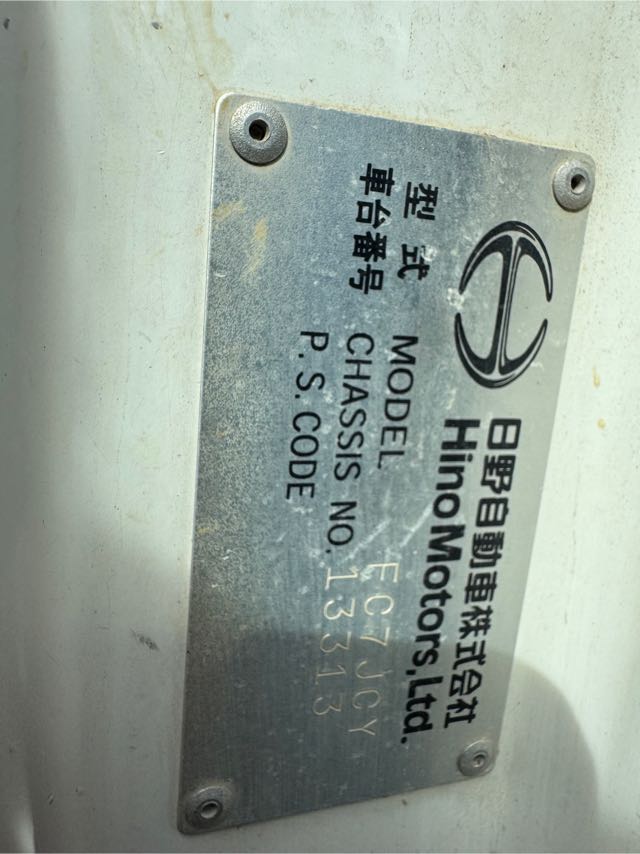 日野自動車株式会社
Hino Motors, Ltd.
型式 MODEL FC7JCY
車台番号 CHASSIS NO. 13313
P.S. CODE